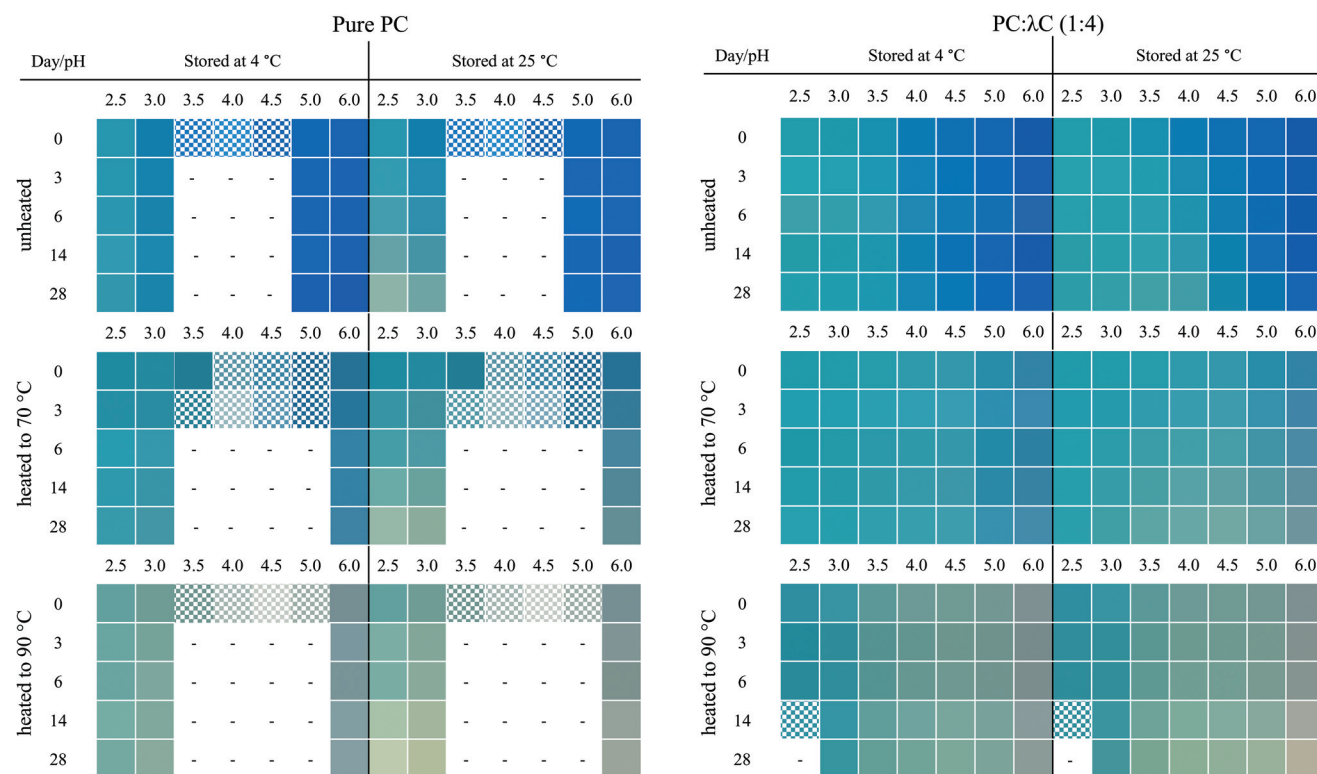 Pure PC PC:λC (1:4)
Day/pH Stored at 4 °C Stored at 25 °C Day/pH Stored at 4 °C Stored at 25 °C
2.5 3.0 3.5 4.0 4.5 5.0 6.0 2.5 3.0 3.5 4.0 4.5 5.0 6.0 2.5 3.0 3.5 4.0 4.5 5.0 6.0 2.5 3.0 3.5 4.0 4.5 5.0 6.0
unheated unheated
0 0
3 - - - - - - 3
6 - - - - - - 6
14 - - - - - - 14
28 - - - - - - 28
2.5 3.0 3.5 4.0 4.5 5.0 6.0 2.5 3.0 3.5 4.0 4.5 5.0 6.0 2.5 3.0 3.5 4.0 4.5 5.0 6.0 2.5 3.0 3.5 4.0 4.5 5.0 6.0
heated to 70 °C heated to 70 °C
0 0
3 3
6 - - - - - - - - 6
14 - - - - - - - - 14
28 - - - - - - - - 28
2.5 3.0 3.5 4.0 4.5 5.0 6.0 2.5 3.0 3.5 4.0 4.5 5.0 6.0 2.5 3.0 3.5 4.0 4.5 5.0 6.0 2.5 3.0 3.5 4.0 4.5 5.0 6.0
heated to 90 °C heated to 90 °C
0 0
3 - - - - - - - - 3
6 - - - - - - - - 6
14 - - - - - - - - 14
28 - - - - - - - - 28 - -